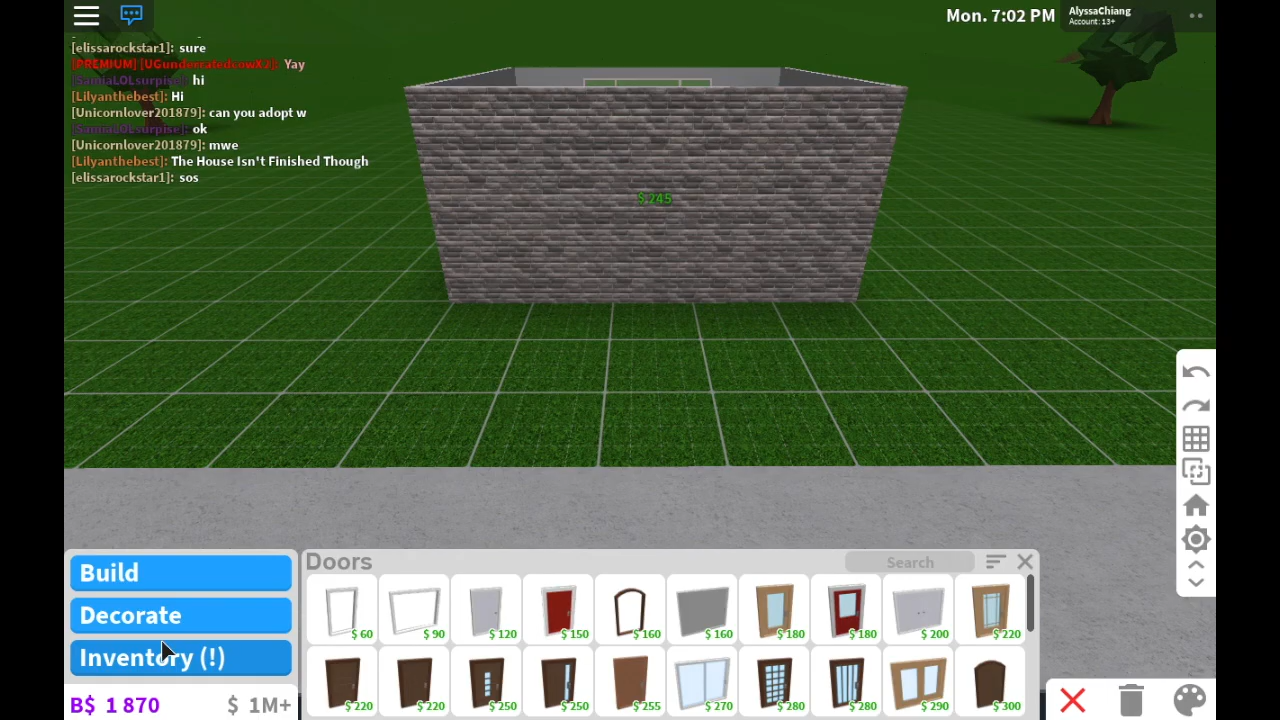 Mon. 7:02 PM
AlyssaChiang
Account: 13+
[elissarockstar1]: sure
[PREMIUM] [UGunderratedcowXJ]: Yay
[SamiaLOLsurpise]: hi
[Lilyanthebest]: Hi
[Unicornlover201879]: can you adopt w
[SamiaLOLsurpise]: ok
[Unicornlover201879]: mwe
[Lilyanthebest]: The House Isn't Finished Though
[elissarockstar1]: sos
$ 245
Build
Decorate
Inventory (!)
B$ 1 870 $ 1M+
Doors
Search
$ 60 $ 90 $ 120 $ 150 $ 160 $ 160 $ 180 $ 180 $ 200 $ 220
$ 220 $ 220 $ 250 $ 250 $ 255 $ 270 $ 280 $ 280 $ 290 $ 300